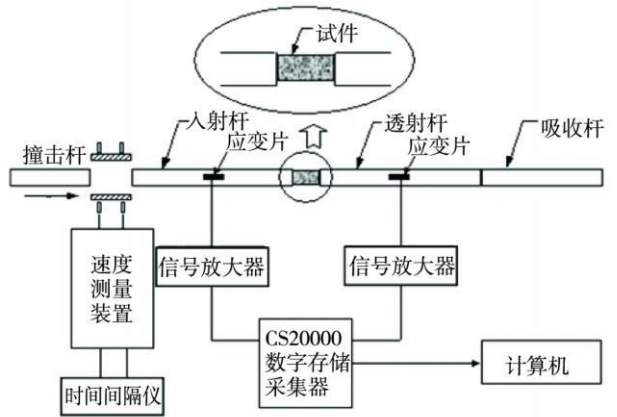 试件
入射杆
透射杆
吸收杆
撞击杆
应变片
应变片
速度
测量
装置
信号放大器
信号放大器
CS20000
数字存储
采集器
计算机
时间间隔仪